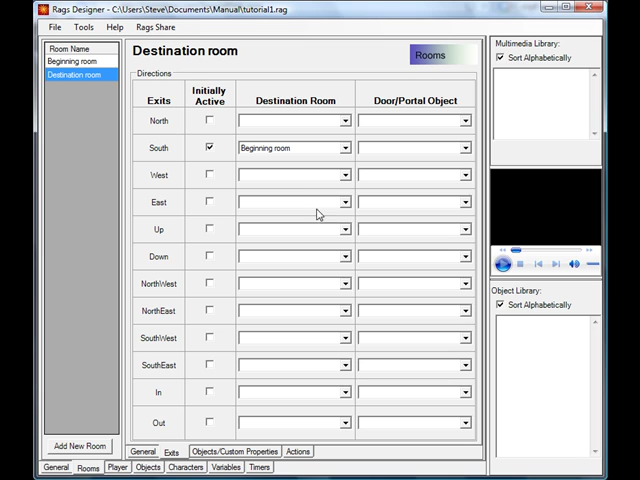 Rags Designer - C:\Users\Steve\Documents\Manual\tutorial1.rag
File Tools Help Rags Share
Room Name
Beginning room
Destination room
Add New Room
Destination room
Rooms
Directions
Exits Initially Active Destination Room Door/Portal Object
North
South Beginning room
West
East
Up
Down
NorthWest
NorthEast
SouthWest
SouthEast
In
Out
General Exits Objects/Custom Properties Actions
General Rooms Player Objects Characters Variables Timers
Multimedia Library:
Sort Alphabetically
Object Library:
Sort Alphabetically